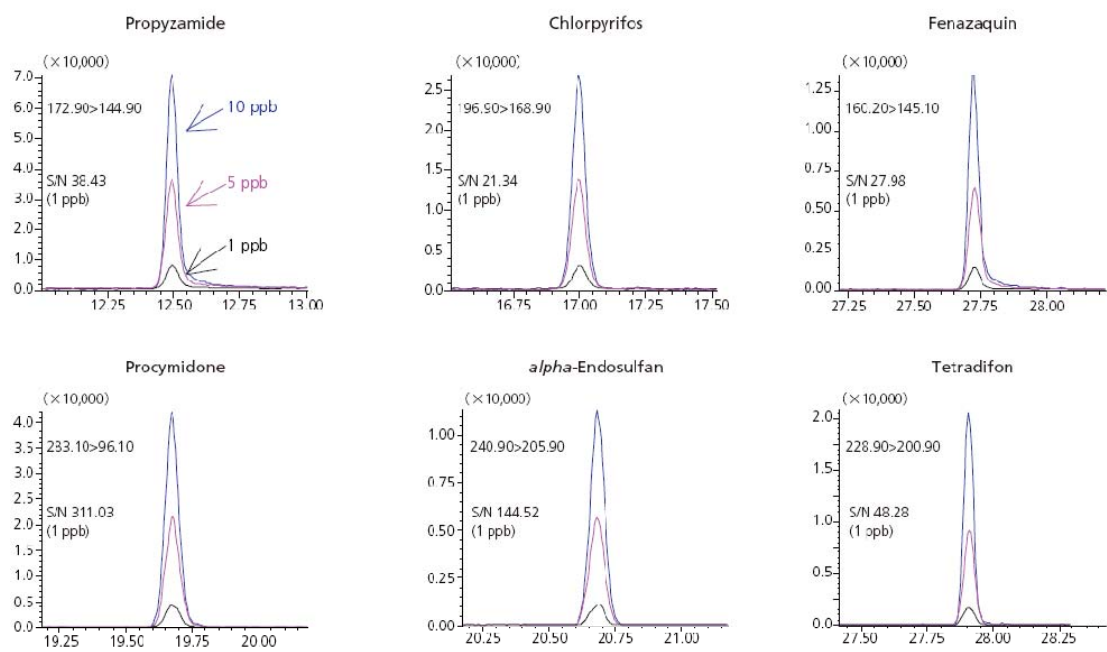 Propyzamide
(×10,000)
7.0
172.90>144.90
10 ppb
6.0
5.0
4.0
S/N 38.43
(1 ppb)
5 ppb
3.0
2.0
1 ppb
1.0
0.0
12.25 12.50 12.75 13.00
Chlorpyrifos
(×10,000)
2.5
196.90>168.90
2.0
1.5
S/N 21.34
(1 ppb)
1.0
0.5
0.0
16.75 17.00 17.25 17.50
Fenazaquin
(×10,000)
1.25
160.20>145.10
1.00
0.75
S/N 27.98
(1 ppb)
0.50
0.25
0.00
27.25 27.50 27.75 28.00
Procymidone
(×10,000)
4.0
283.10>96.10
3.5
3.0
2.5
S/N 311.03
(1 ppb)
2.0
1.5
1.0
0.5
0.0
19.25 19.50 19.75 20.00
alpha-Endosulfan
(×10,000)
1.00
240.90>205.90
0.75
S/N 144.52
(1 ppb)
0.50
0.25
0.00
20.25 20.50 20.75 21.00
Tetradifon
(×10,000)
2.0
228.90>200.90
1.5
S/N 48.28
(1 ppb)
1.0
0.5
0.0
27.50 27.75 28.00 28.25